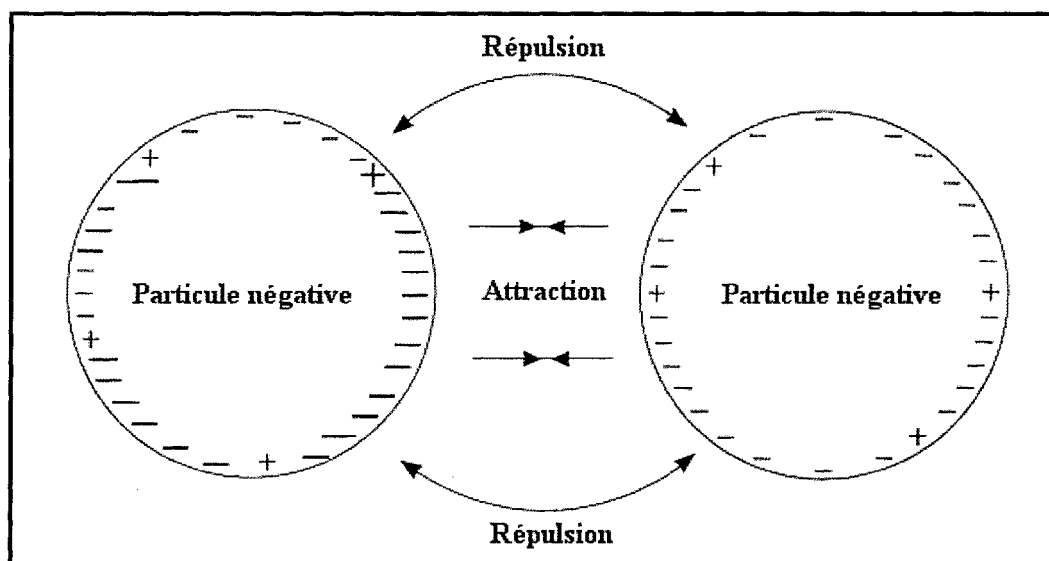 Répulsion
Particule négative
Attraction
Particule négative
Répulsion